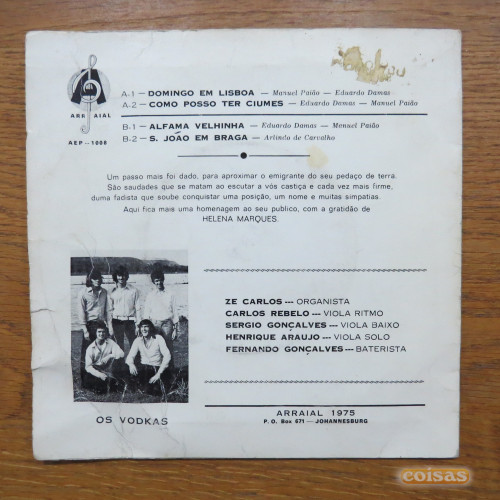 ARRAIAL
AEP - 1008
A-1 — DOMINGO EM LISBOA — Manuel Paião — Eduardo Damas
A-2 — COMO POSSO TER CIUMES — Eduardo Damas — Manuel Paião
B-1 — ALFAMA VELHINHA — Eduardo Damas — Menuel Paião
B-2 — S. JOÃO EM BRAGA — Arlindo de Carvalho
Um passo mais foi dado, para aproximar o emigrante do seu pedaço de terra.
São saudades que se matam ao escutar a vós castiça e cada vez mais firme,
duma fadista que soube conquistar uma posição, um nome e muitas simpatias.
Aqui fica mais uma homenagem ao seu publico, com a gratidão de
HELENA MARQUES
ZE CARLOS --- ORGANISTA
CARLOS REBELO --- VIOLA RITMO
SERGIO GONÇALVES --- VIOLA BAIXO
HENRIQUE ARAUJO --- VIOLA SOLO
FERNANDO GONÇALVES --- BATERISTA
OS VODKAS
ARRAIAL 1975
P. O. Box 671 — JOHANNESBURG
coisas